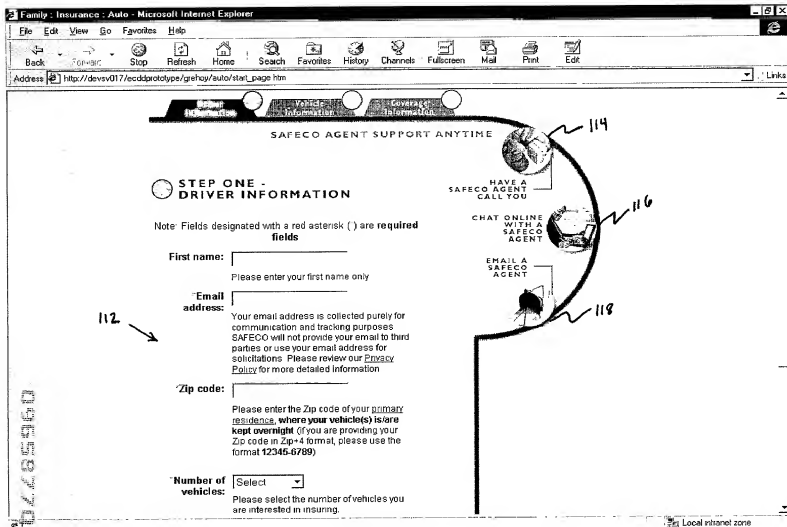 Family : Insurance : Auto - Microsoft Internet Explorer
File Edit View Go Favorites Help
Back Forward Stop Refresh Home Search Favorites History Channels Fullscreen Mail Print Edit
Address http://devsv017/ecddprototype/grehoy/auto/start_page htm Links
Driver Information
Vehicle Information
Coverage Information
SAFECO AGENT SUPPORT ANYTIME
114
STEP ONE -
DRIVER INFORMATION
HAVE A
SAFECO AGENT
CALL YOU
116
CHAT ONLINE
WITH A
SAFECO
AGENT
Note: Fields designated with a red asterisk ( ) are required
fields
First name:
Please enter your first name only
EMAIL A
SAFECO
AGENT
118
112
*Email
address:
Your email address is collected purely for
communication and tracking purposes
SAFECO will not provide your email to third
parties or use your email address for
solicitations Please review our Privacy
Policy for more detailed information
*Zip code:
Please enter the Zip code of your primary
residence, where your vehicle(s) is/are
kept overnight (if you are providing your
Zip code in Zip+4 format, please use the
format 12345-6789)
*Number of
vehicles:
Select
Please select the number of vehicles you
are interested in insuring.
Local intranet zone